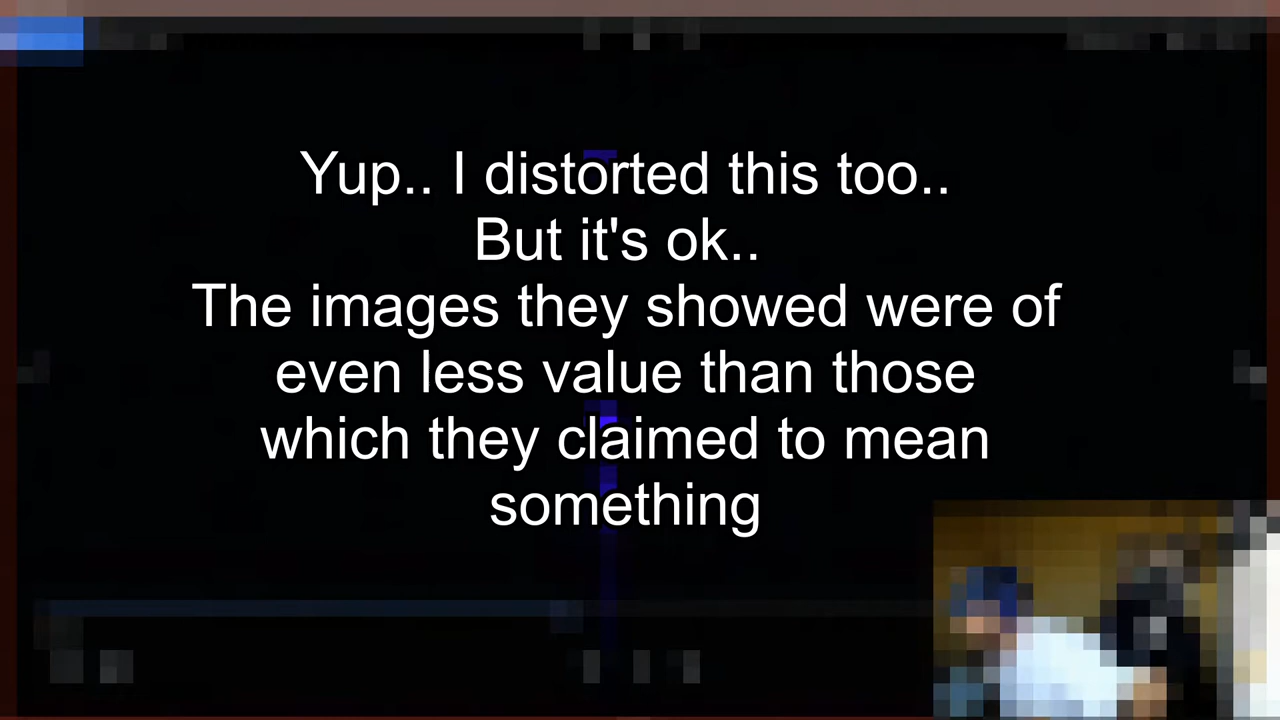 Yup.. I distorted this too..
But it's ok..
The images they showed were of
even less value than those
which they claimed to mean
something